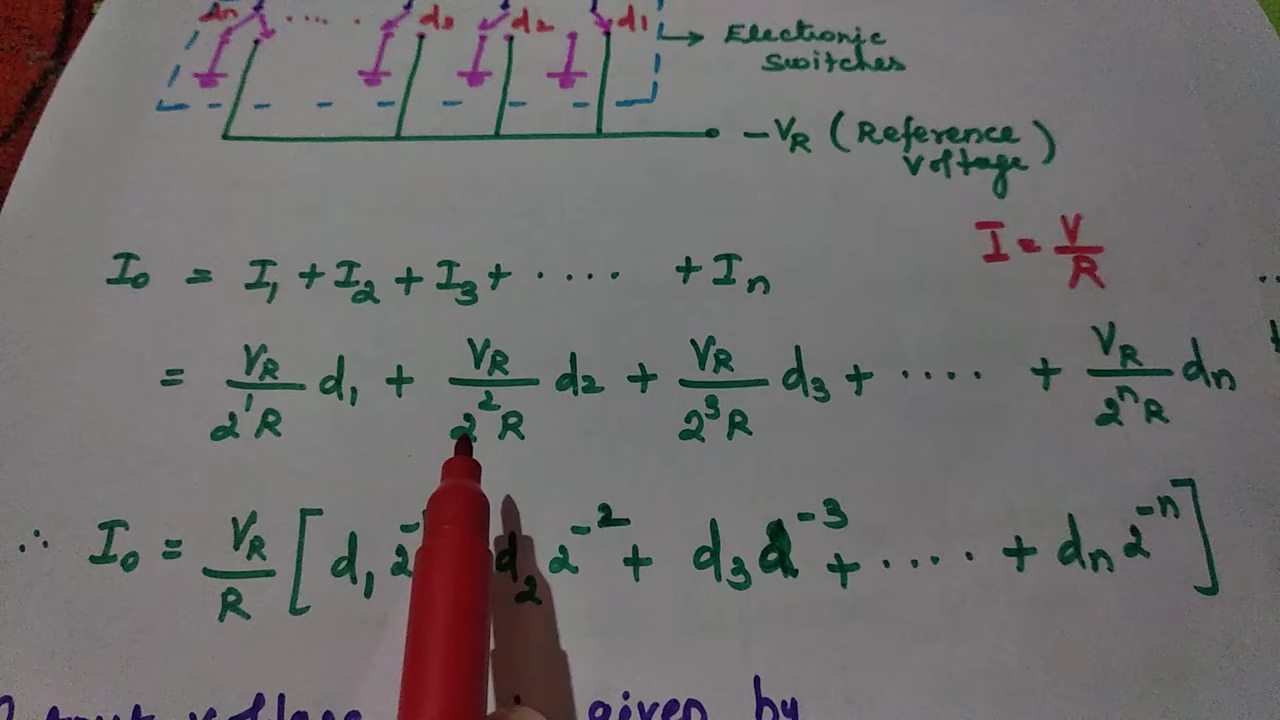 dn ..... d3 d2 d1 Electronic
Switches
-VR (Reference
Voltage)
I = V/R
I0 = I1 + I2 + I3 + ..... + In
= VR/2^1R d1 + VR/2^2R d2 + VR/2^3R d3 + ..... + VR/2^nR dn
∴ I0 = VR/R [d1 2^- d2 2^-2 + d3 2^-3 + ..... + dn 2^-n]
voltage given by